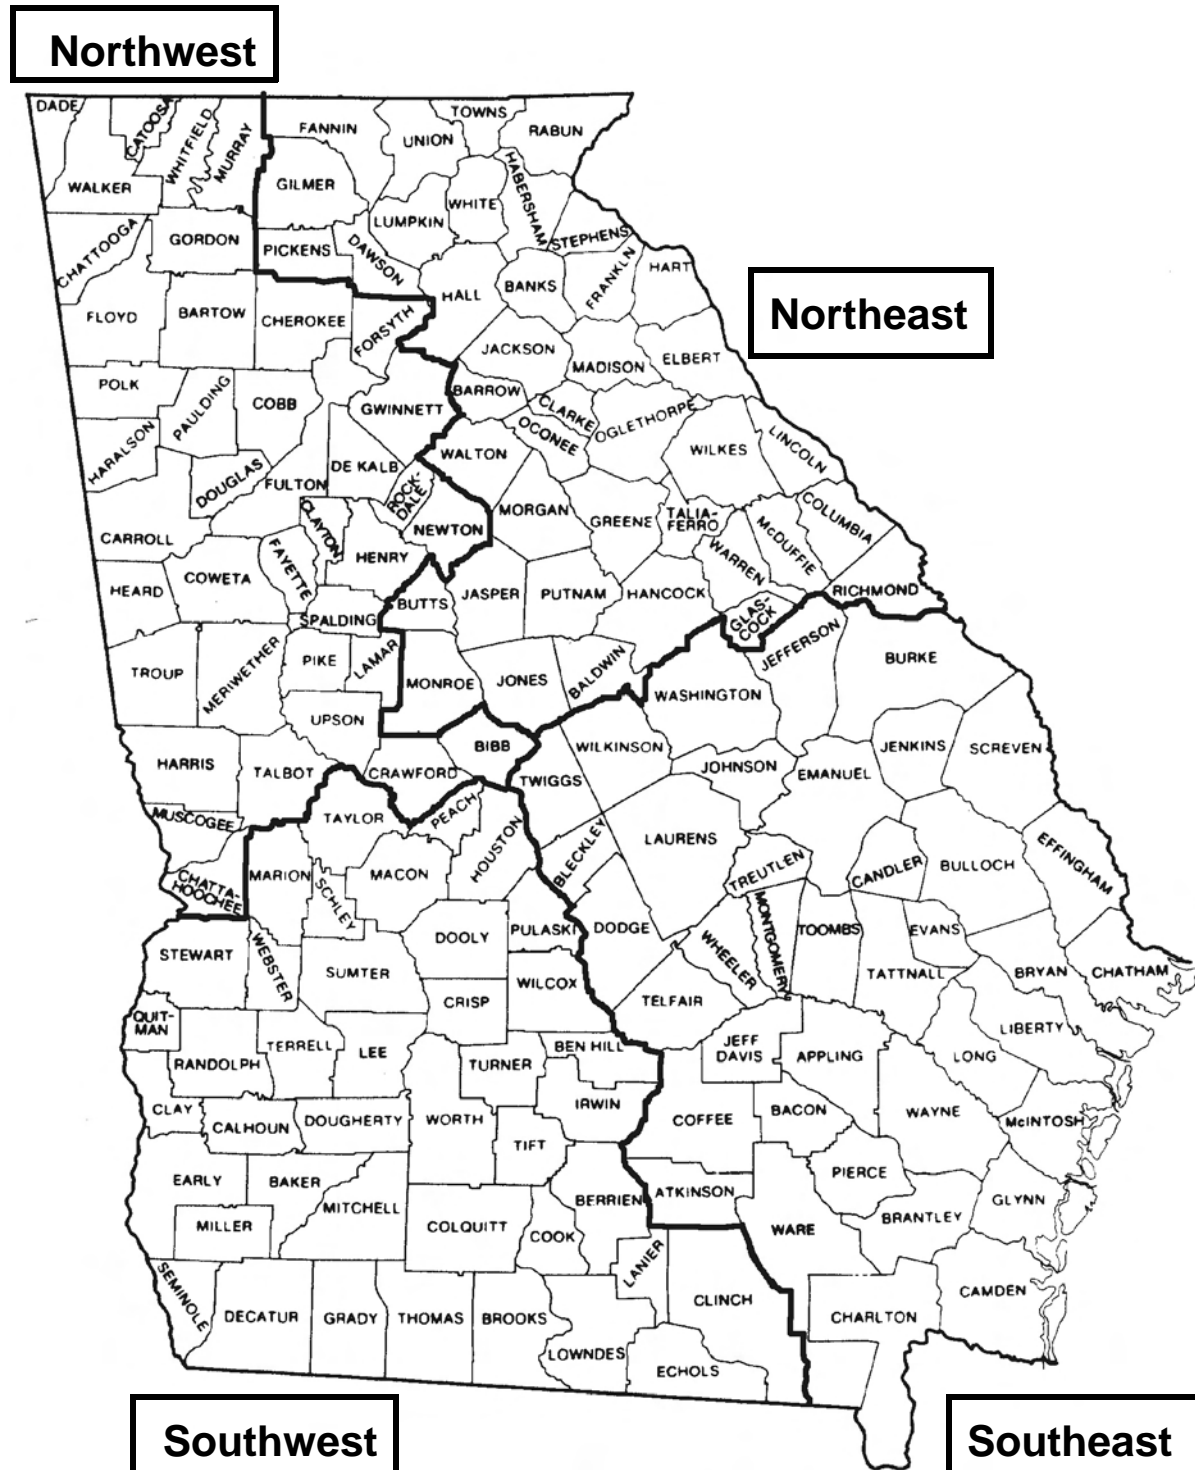 Northwest
DADE
CATOOSA
WHITFIELD
MURRAY
FANNIN
UNION
TOWNS
RABUN
WALKER
GILMER
LUMPKIN
WHITE
HABERSHAM
STEPHENS
CHATTOOGA
GORDON
PICKENS
DAWSON
HALL
BANKS
FRANKLN
HART
Northeast
FLOYD
BARTOW
CHEROKEE
FORSYTH
JACKSON
MADISON
ELBERT
POLK
PAULDING
COBB
GWINNETT
BARROW
CLARKE
OCONEE
OGLETHORPE
WILKES
LINCOLN
HARALSON
DOUGLAS
FULTON
DE KALB
ROCK-
DALE
WALTON
NEWTON
MORGAN
GREENE
TALIA-
FERRO
WARREN
McDUFFIE
COLUMBIA
CARROLL
CLAYTON
HENRY
FAYETTE
COWETA
HEARD
SPALDING
BUTTS
JASPER
PUTNAM
HANCOCK
GLAS-
COCK
RICHMOND
TROUP
MERIWETHER
PIKE
LAMAR
MONROE
JONES
BALDWIN
WASHINGTON
JEFFERSON
BURKE
UPSON
HARRIS
TALBOT
CRAWFORD
BIBB
TWIGGS
WILKINSON
JOHNSON
EMANUEL
JENKINS
SCREVEN
MUSCOGEE
TAYLOR
PEACH
HOUSTON
BLECKLEY
LAURENS
TREUTLEN
CANDLER
BULLOCH
EFFINGHAM
CHATTA-
HOOCHEE
MARION
SCHLEY
MACON
DOOLY
PULASKI
DODGE
WHEELER
MONTGOMERY
TOOMBS
EVANS
TATTNALL
BRYAN
CHATHAM
STEWART
WEBSTER
SUMTER
CRISP
WILCOX
TELFAIR
LIBERTY
QUIT-
MAN
RANDOLPH
TERRELL
LEE
TURNER
BEN HILL
JEFF
DAVIS
APPLING
LONG
CLAY
CALHOUN
DOUGHERTY
WORTH
TIFT
IRWIN
COFFEE
BACON
WAYNE
McINTOSH
EARLY
BAKER
MITCHELL
COLQUITT
COOK
BERRIEN
ATKINSON
PIERCE
BRANTLEY
GLYNN
MILLER
WARE
LANIER
SEMINOLE
DECATUR
GRADY
THOMAS
BROOKS
LOWNDES
CLINCH
ECHOLS
CHARLTON
CAMDEN
Southwest
Southeast